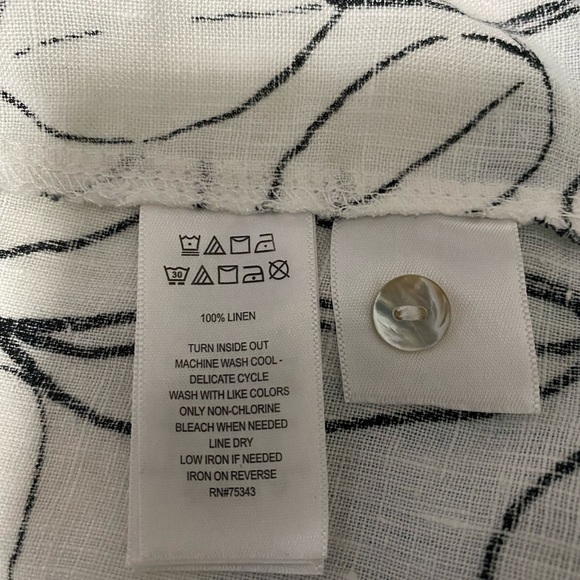 30
100% LINEN
TURN INSIDE OUT
MACHINE WASH COOL -
DELICATE CYCLE
WASH WITH LIKE COLORS
ONLY NON-CHLORINE
BLEACH WHEN NEEDED
LINE DRY
LOW IRON IF NEEDED
IRON ON REVERSE
RN#75343